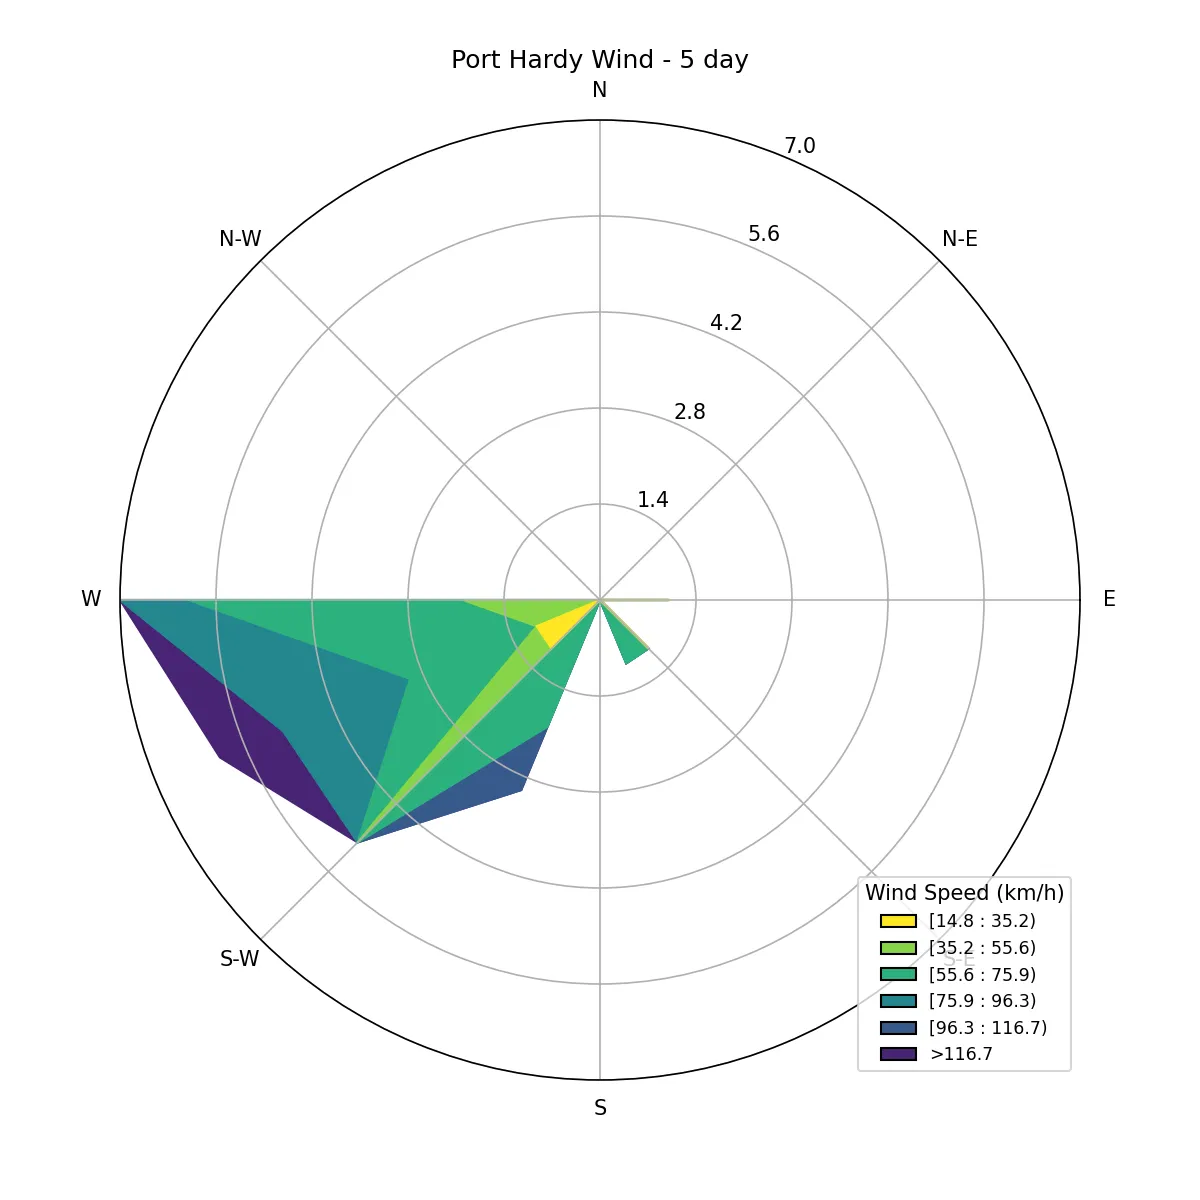 Port Hardy Wind - 5 day
N
7.0
N-W
N-E
5.6
4.2
2.8
1.4
W
E
S-W
S-E
S
Wind Speed (km/h)
[14.8 : 35.2)
[35.2 : 55.6)
[55.6 : 75.9)
[75.9 : 96.3)
[96.3 : 116.7)
>116.7